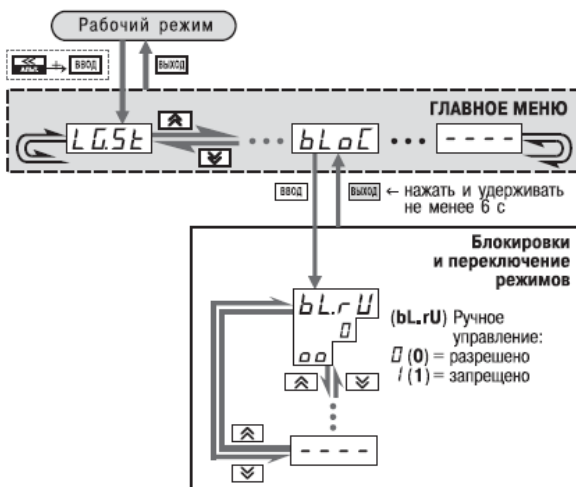 Рабочий режим
≪
+
ВВОД
ВЫХОД
ГЛАВНОЕ МЕНЮ
LG.St
• • •
bLoC
• • •
- - - -
ВВОД
ВЫХОД ← нажать и удерживать
не менее 6 с
Блокировки
и переключение
режимов
bL.rU
0
oo
(bL.rU) Ручное
управление:
0 (0) = разрешено
1 (1) = запрещено
- - - -